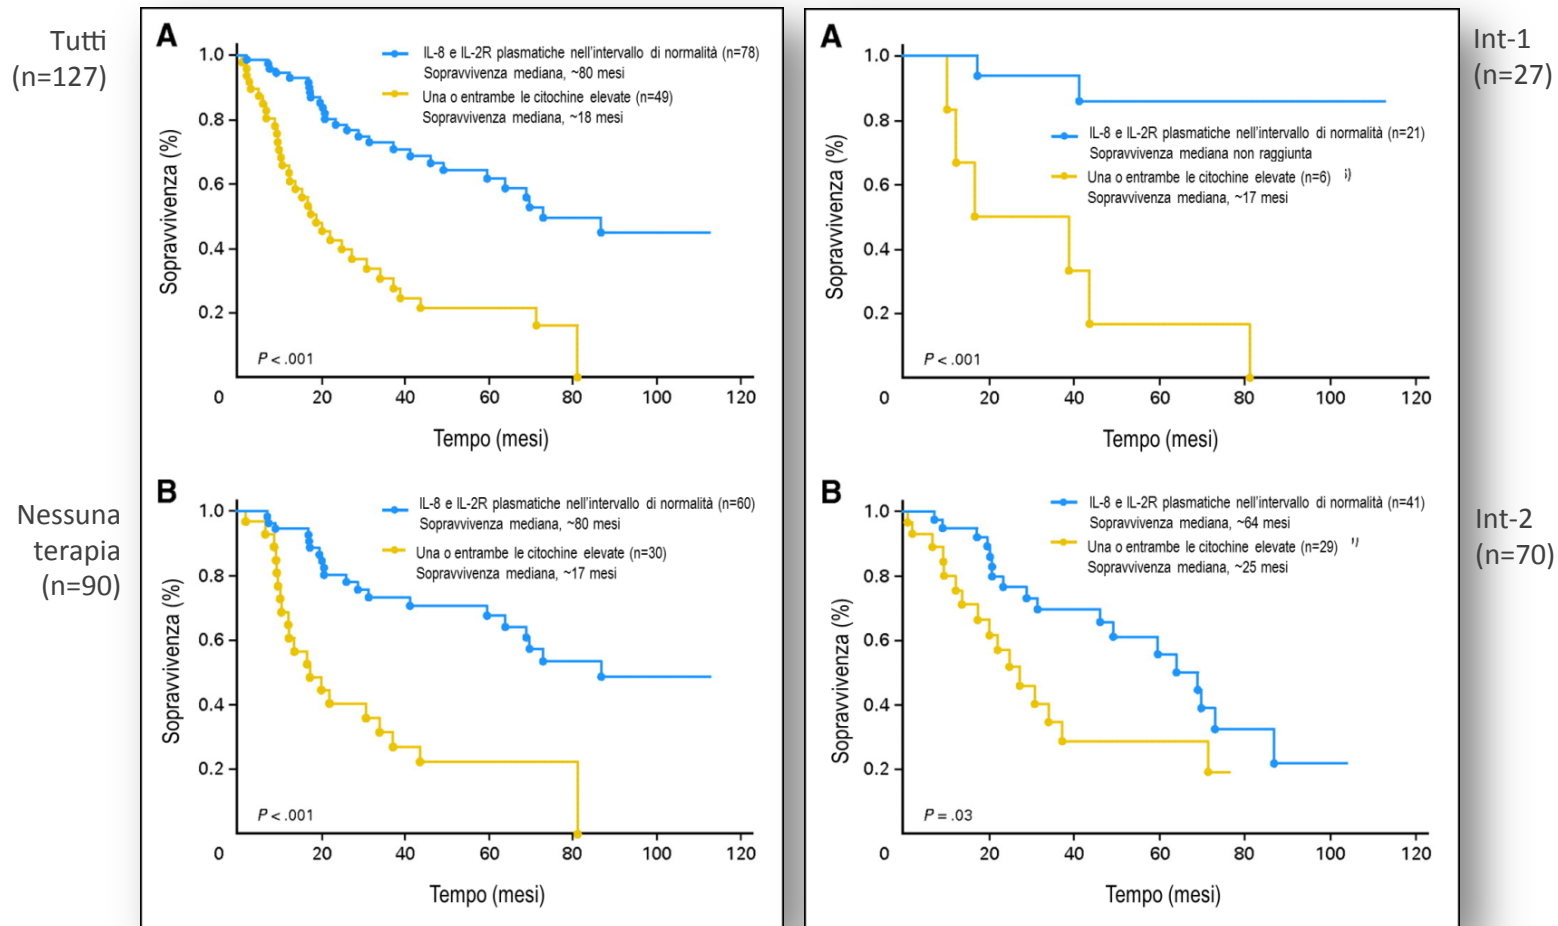 Tutti
(n=127)
A
IL-8 e IL-2R plasmatiche nell'intervallo di normalità (n=78)
Sopravvivenza mediana, ~80 mesi
Una o entrambe le citochine elevate (n=49)
Sopravvivenza mediana, ~18 mesi
Sopravvivenza (%)
1.0
0.8
0.6
0.4
0.2
P < .001
0 20 40 60 80 100 120
Tempo (mesi)
A
Int-1
(n=27)
IL-8 e IL-2R plasmatiche nell'intervallo di normalità (n=21)
Sopravvivenza mediana non raggiunta
Una o entrambe le citochine elevate (n=6)
Sopravvivenza mediana, ~17 mesi
Sopravvivenza (%)
1.0
0.8
0.6
0.4
0.2
P < .001
0 20 40 60 80 100 120
Tempo (mesi)
Nessuna
terapia
(n=90)
B
IL-8 e IL-2R plasmatiche nell'intervallo di normalità (n=60)
Sopravvivenza mediana, ~80 mesi
Una o entrambe le citochine elevate (n=30)
Sopravvivenza mediana, ~17 mesi
Sopravvivenza (%)
1.0
0.8
0.6
0.4
0.2
P < .001
0 20 40 60 80 100 120
Tempo (mesi)
B
Int-2
(n=70)
IL-8 e IL-2R plasmatiche nell'intervallo di normalità (n=41)
Sopravvivenza mediana, ~64 mesi
Una o entrambe le citochine elevate (n=29)
Sopravvivenza mediana, ~25 mesi
Sopravvivenza (%)
1.0
0.8
0.6
0.4
0.2
P = .03
0 20 40 60 80 100 120
Tempo (mesi)